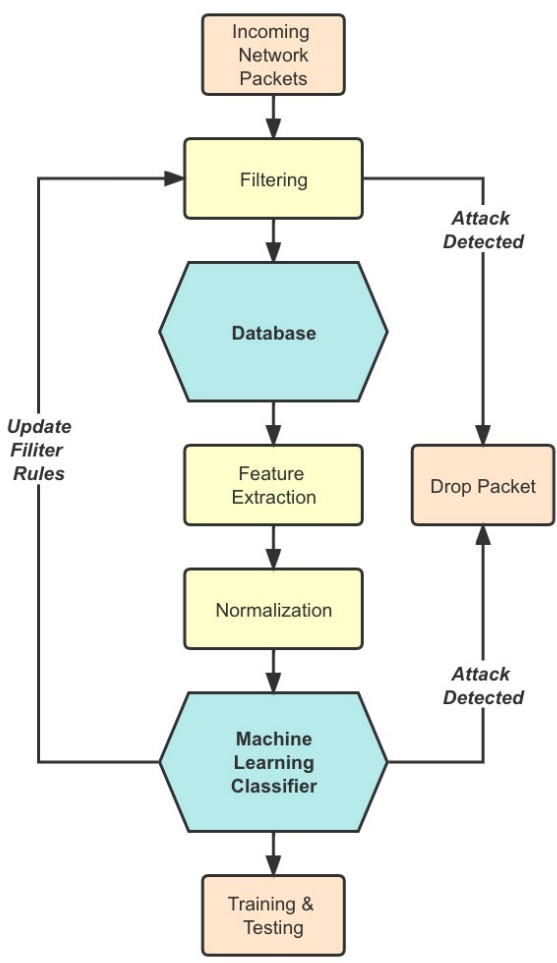 Incoming
Network
Packets
Filtering
Attack
Detected
Database
Update
Filiter
Rules
Feature
Extraction
Drop Packet
Normalization
Attack
Detected
Machine
Learning
Classifier
Training &
Testing